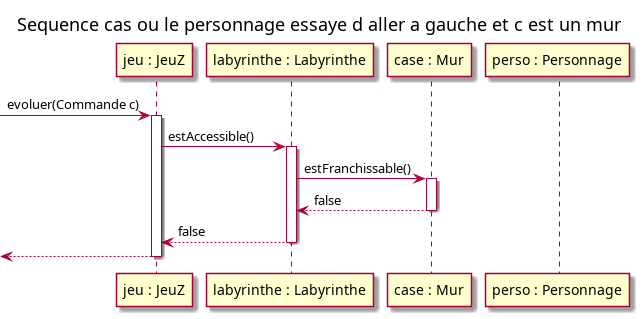 Sequence cas ou le personnage essaye d aller a gauche et c est un mur
jeu : JeuZ
labyrinthe : Labyrinthe
case : Mur
perso : Personnage
evoluer(Commande c)
estAccessible()
estFranchissable()
false
false
jeu : JeuZ
labyrinthe : Labyrinthe
case : Mur
perso : Personnage